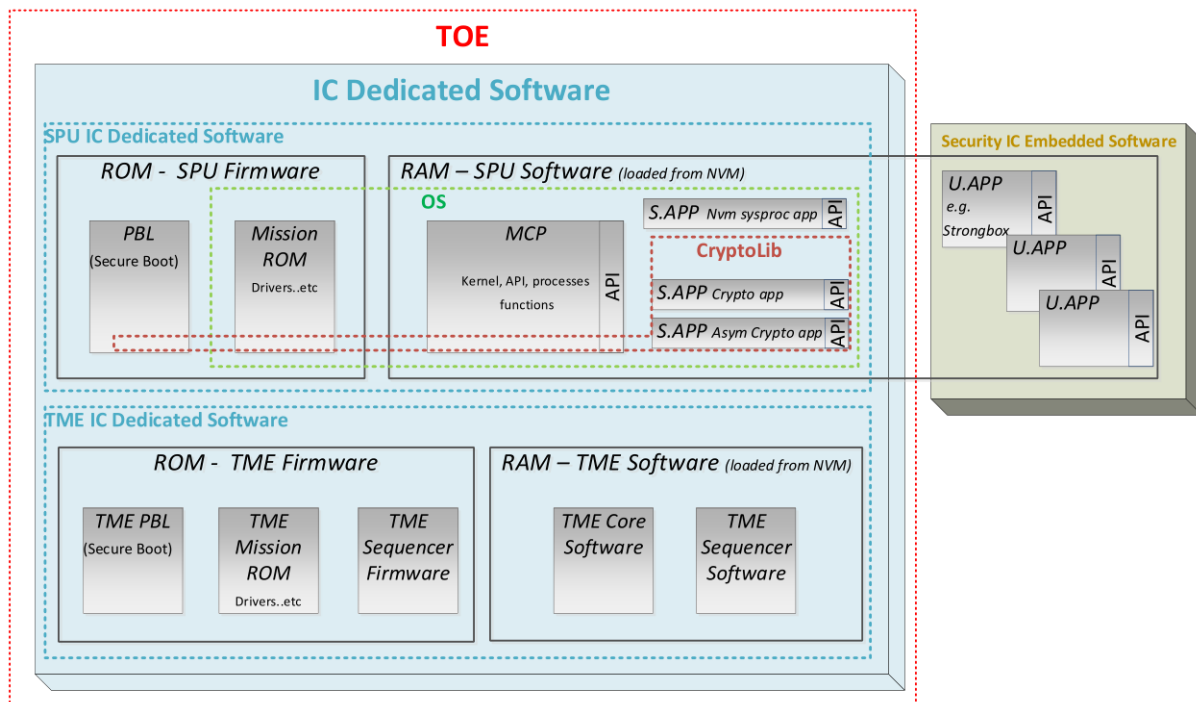 TOE
IC Dedicated Software
SPU IC Dedicated Software
ROM - SPU Firmware
PBL
(Secure Boot)
Mission
ROM
Drivers..etc
RAM – SPU Software (loaded from NVM)
OS
MCP
Kernel, API, processes
functions
API
S.APP Nvm sysproc app
API
CryptoLib
S.APP Crypto app
API
S.APP Asym Crypto app
API
Security IC Embedded Software
U.APP
e.g.
Strongbox
API
U.APP
API
U.APP
API
TME IC Dedicated Software
ROM - TME Firmware
TME PBL
(Secure Boot)
TME
Mission
ROM
Drivers..etc
TME
Sequencer
Firmware
RAM – TME Software (loaded from NVM)
TME Core
Software
TME
Sequencer
Software